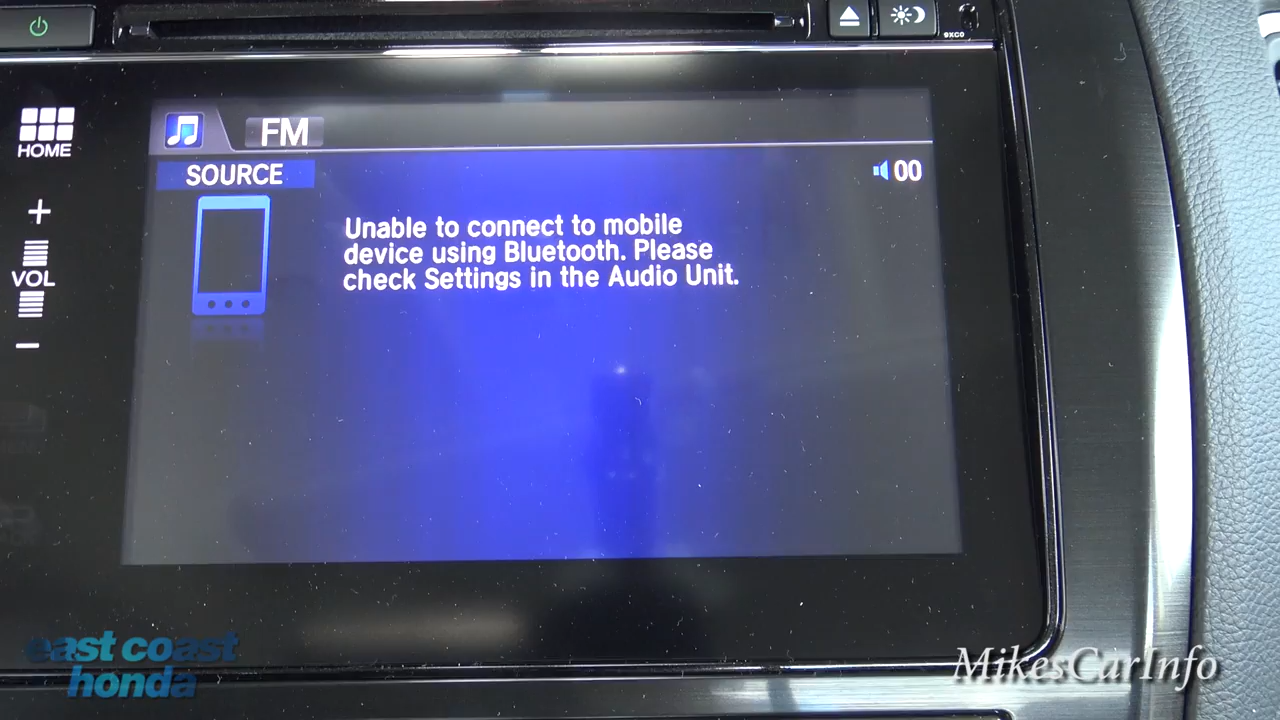 9XC0
HOME
FM
SOURCE
00
+
VOL
−
Unable to connect to mobile
device using Bluetooth. Please
check Settings in the Audio Unit.
east coast
honda
MikesCarInfo